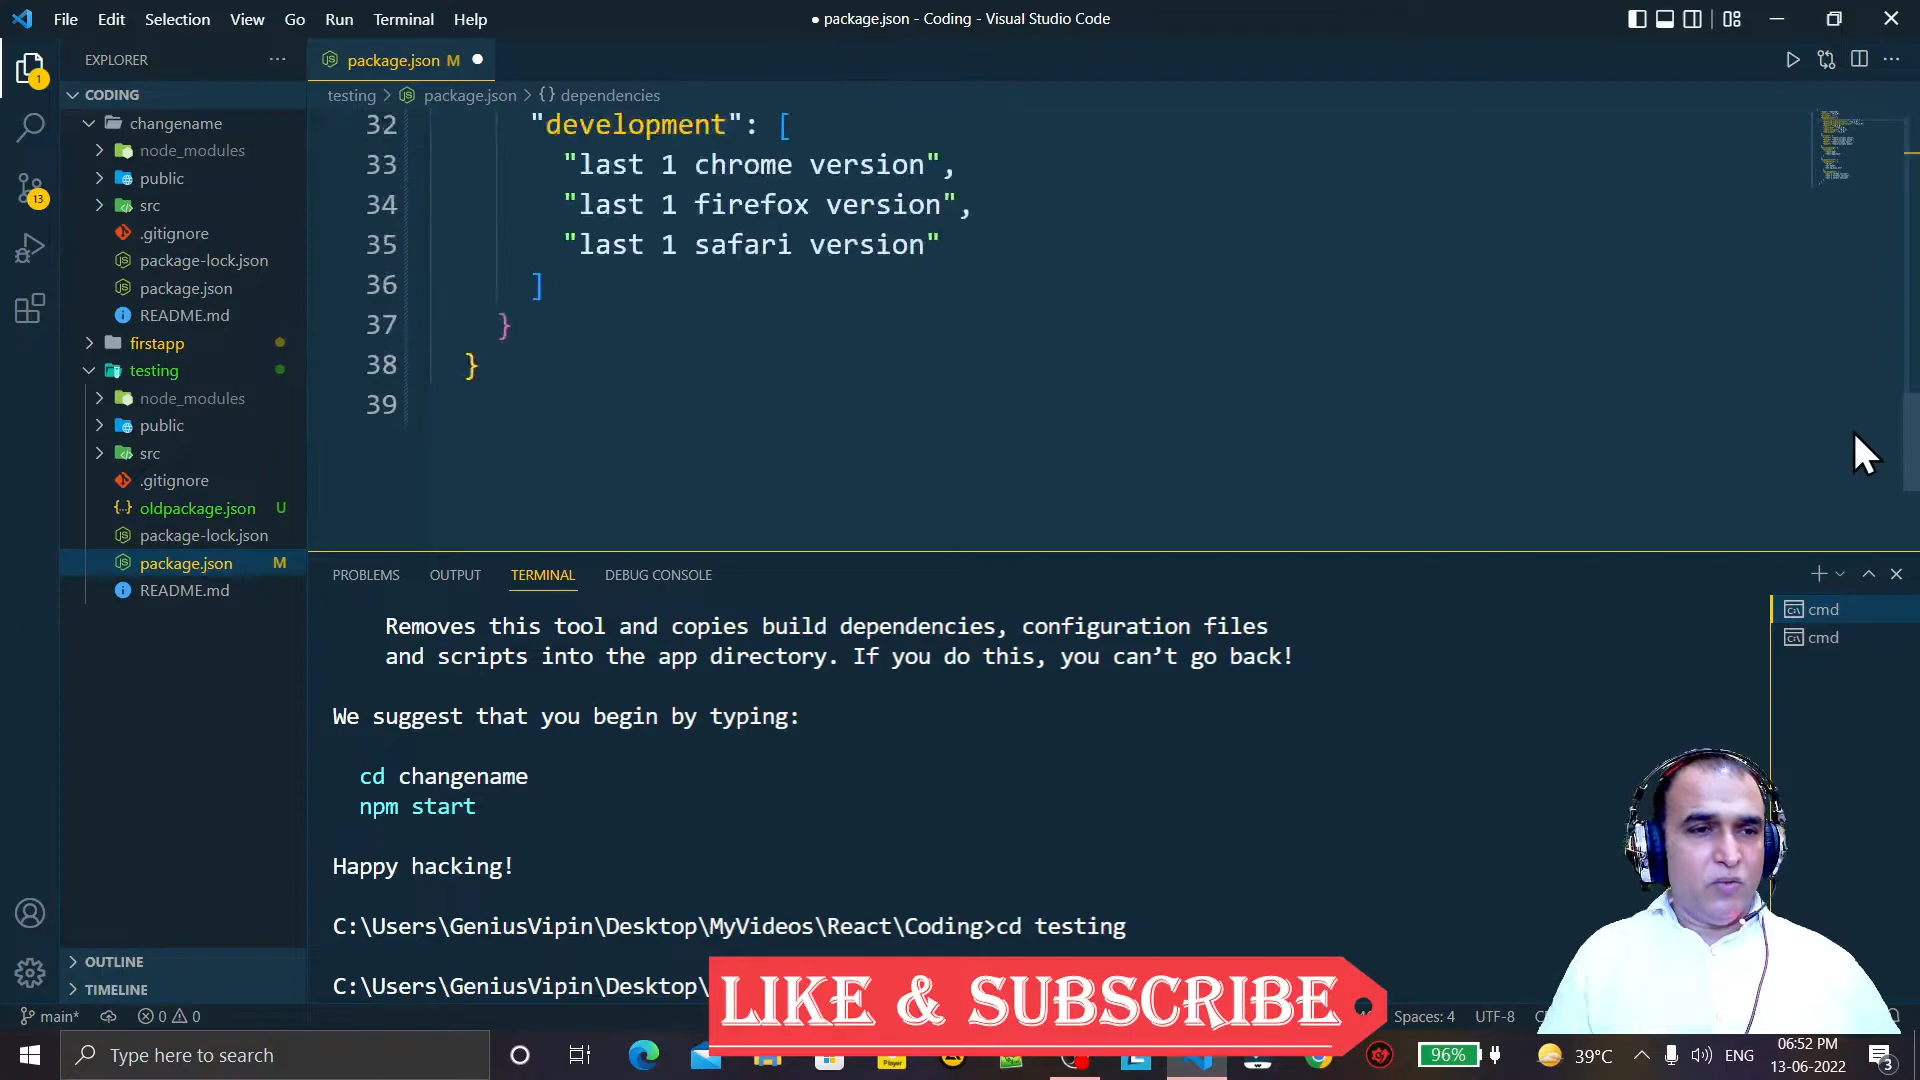 File Edit Selection View Go Run Terminal Help
● package.json - Coding - Visual Studio Code
EXPLORER
package.json M
1
CODING
testing > package.json > {} dependencies
changename
node_modules
public
src
.gitignore
package-lock.json
package.json
README.md
firstapp
testing
node_modules
public
src
.gitignore
oldpackage.json U
package-lock.json
package.json M
README.md
13
32 "development": [
33 "last 1 chrome version",
34 "last 1 firefox version",
35 "last 1 safari version"
36 ]
37 }
38 }
39
PROBLEMS OUTPUT TERMINAL DEBUG CONSOLE
cmd
cmd
Removes this tool and copies build dependencies, configuration files
and scripts into the app directory. If you do this, you can’t go back!
We suggest that you begin by typing:
cd changename
npm start
Happy hacking!
C:\Users\GeniusVipin\Desktop\MyVideos\React\Coding>cd testing
C:\Users\GeniusVipin\Desktop\
LIKE & SUBSCRIBE
OUTLINE
TIMELINE
main* 0 0
Spaces: 4 UTF-8
Type here to search
96%
39°C
ENG
06:52 PM
13-06-2022
3